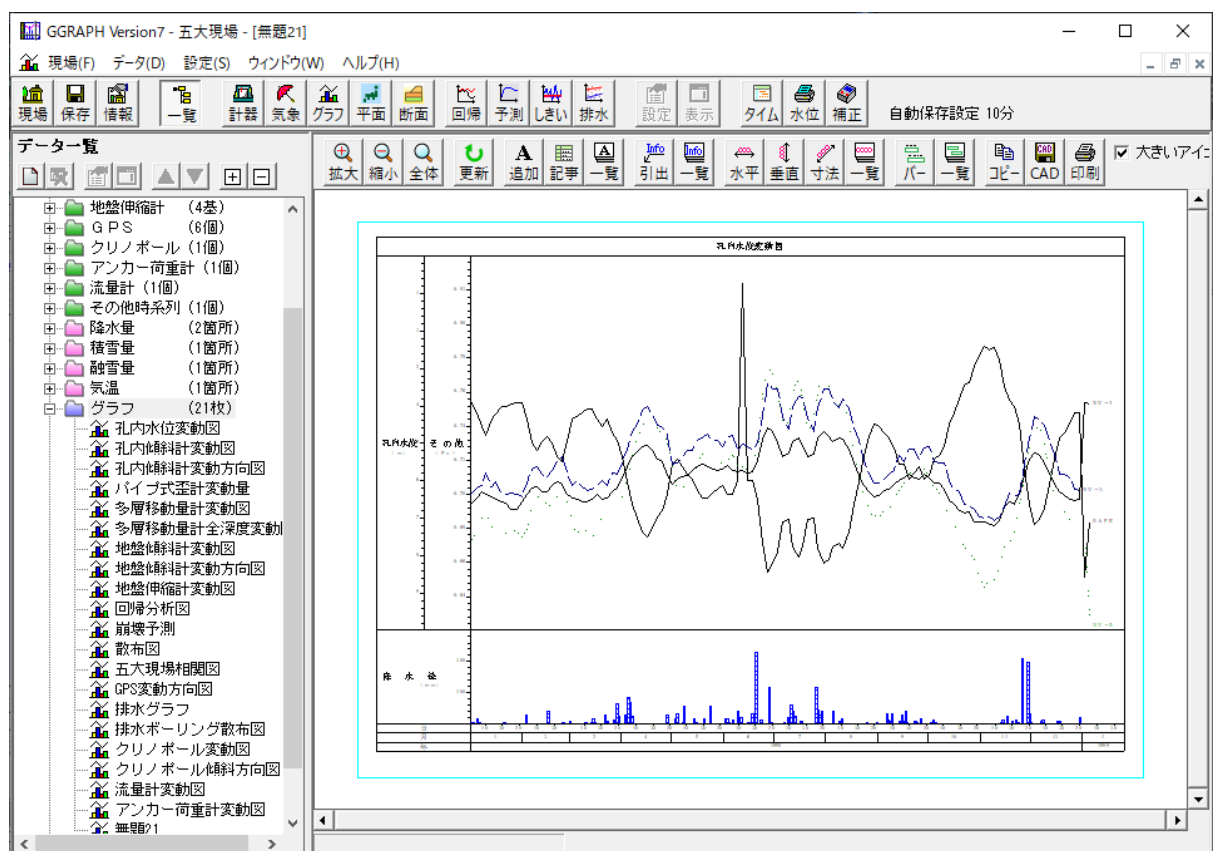 GGRAPH Version7 - 五大現場 - [無題21]
現場(F) データ(D) 設定(S) ウィンドウ(W) ヘルプ(H)
現場 保存 情報 一覧 計器 気象 グラフ 平面 断面 回帰 予測 しきい 排水 設定 表示 タイム 水位 補正 自動保存設定 10分
データ一覧
拡大 縮小 全体 更新 追加 記事 一覧 引出 一覧 水平 垂直 寸法 一覧 バー 一覧 コピー CAD 印刷 大きいアイコ
地盤伸縮計 (4基)
GPS (6個)
クリノポール (1個)
アンカー荷重計 (1個)
流量計 (1個)
その他時系列 (1個)
降水量 (2箇所)
積雪量 (1箇所)
融雪量 (1箇所)
気温 (1箇所)
グラフ (21枚)
孔内水位変動図
孔内傾斜計変動図
孔内傾斜計変動方向図
パイプ式歪計変動量
多層移動量計変動図
多層移動量計全深度変動
地盤傾斜計変動図
地盤傾斜計変動方向図
地盤伸縮計変動図
回帰分析図
崩壊予測
散布図
五大現場相関図
GPS変動方向図
排水グラフ
排水ボーリング散布図
クリノポール変動図
クリノポール傾斜方向図
流量計変動図
アンカー荷重計変動図
無題21
孔内水位変動図
孔内水位 その他
降水量